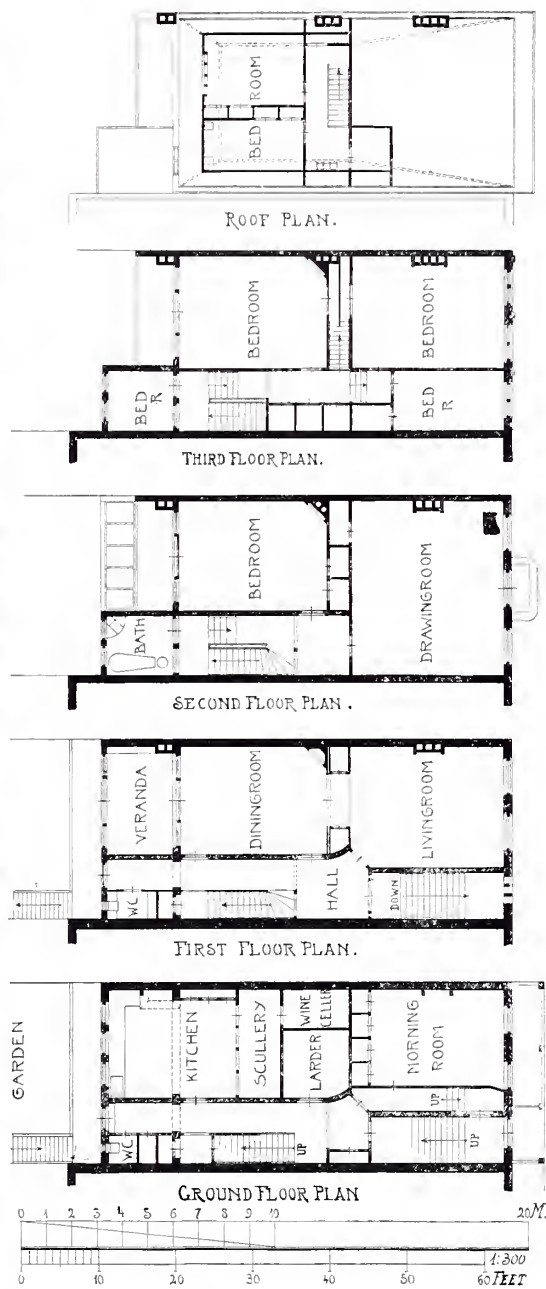 BED ROOM
ROOF PLAN.
BEDROOM
BEDROOM
BED R
BED R
THIRD FLOOR PLAN.
BEDROOM
BATH
DRAWINGROOM
SECOND FLOOR PLAN.
VERANDA
DININGROOM
LIVINGROOM
WC
HALL
DOWN
FIRST FLOOR PLAN.
GARDEN
KITCHEN
SCULLERY
WINE CELLER
LARDER
MORNING ROOM
UP
WC
UP
UP
GROUND FLOOR PLAN
0 1 2 3 4 5 6 7 8 9 10 20 M.
1:300
0 10 20 30 40 50 60 FEET